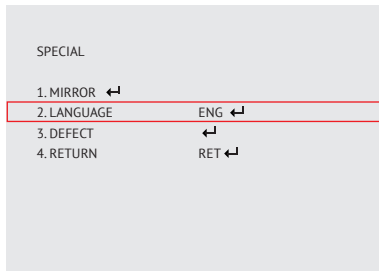 SPECIAL
1. MIRROR ↵
2. LANGUAGE ENG ↵
3. DEFECT ↵
4. RETURN RET ↵